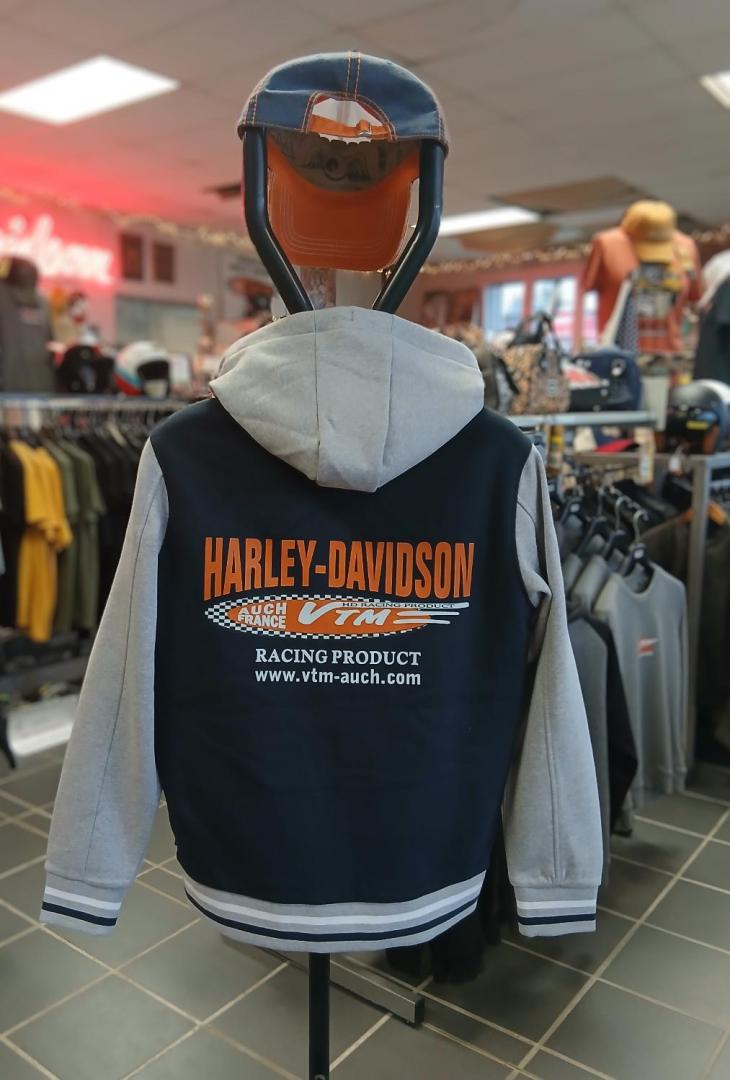 HARLEY-DAVIDSON
HD RACING PRODUCT
AUCH
FRANCE
VTM
RACING PRODUCT
www.vtm-auch.com